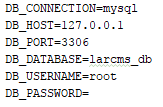 DB_CONNECTION=mysql
DB_HOST=127.0.0.1
DB_PORT=3306
DB_DATABASE=larcms_db
DB_USERNAME=root
DB_PASSWORD=